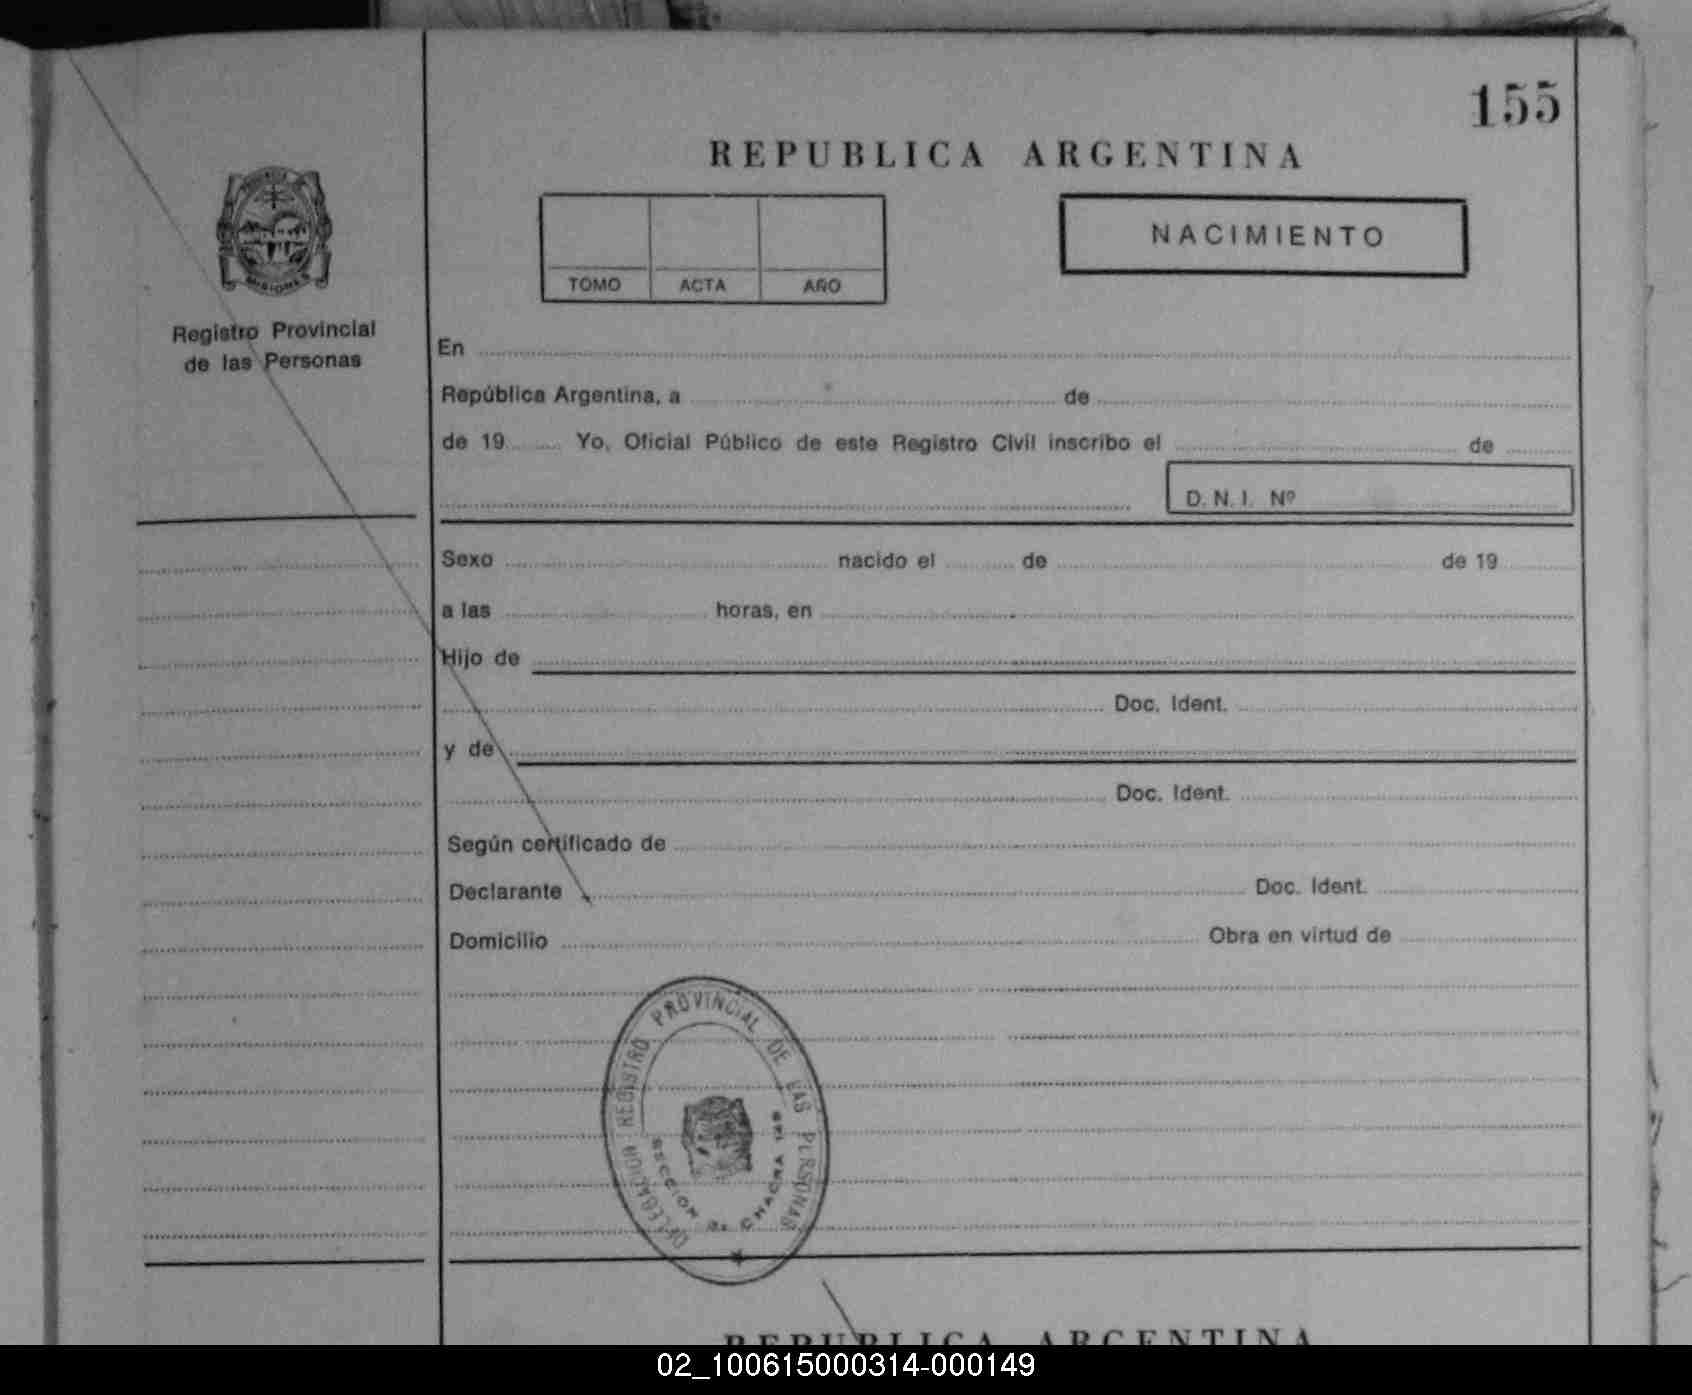 155
REPUBLICA ARGENTINA
NACIMIENTO
TOMO ACTA AÑO
MISIONES
Registro Provincial
de las Personas
En
República Argentina, a de
de 19 Yo, Oficial Público de este Registro Civil inscribo el de
D. N. I. Nº
Sexo nacido el de de 19
a las horas, en
Hijo de
Doc. Ident.
y de
Doc. Ident.
Según certificado de
Declarante Doc. Ident.
Domicilio Obra en virtud de
DELEGACION REGISTRO PROVINCIAL DE LAS PERSONAS
SECCION CHACRA
REPUBLICA ARGENTINA
02_100615000314-000149